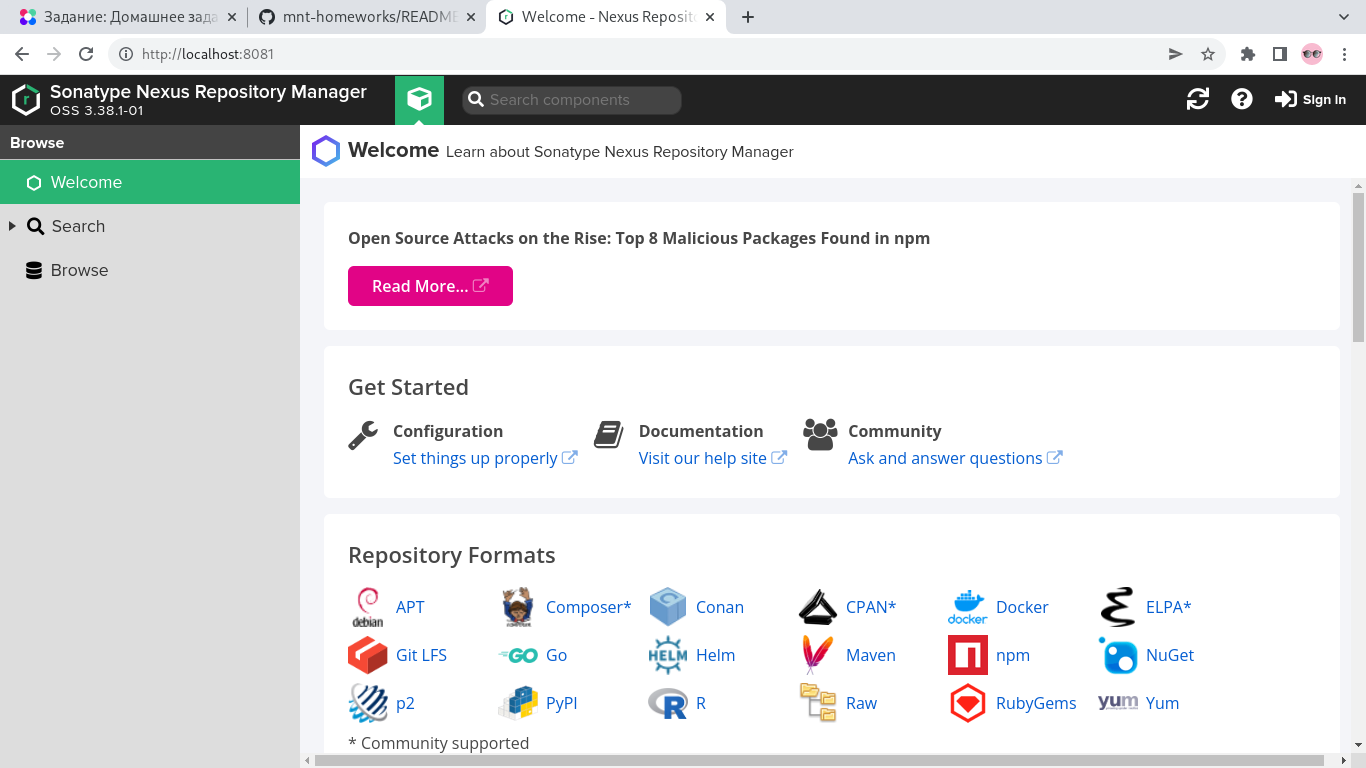 Задание: Домашнее зада
mnt-homeworks/README
Welcome - Nexus Reposit
http://localhost:8081
Sonatype Nexus Repository Manager
OSS 3.38.1-01
Search components
Sign in
Browse
Welcome
Search
Browse
Welcome Learn about Sonatype Nexus Repository Manager
Open Source Attacks on the Rise: Top 8 Malicious Packages Found in npm
Read More...
Get Started
Configuration
Set things up properly
Documentation
Visit our help site
Community
Ask and answer questions
Repository Formats
debian APT
Composer*
Conan
CPAN*
docker Docker
ELPA*
Git LFS
GO Go
HELM Helm
Maven
npm
NuGet
p2
PyPI
R R
Raw
RubyGems
yum Yum
* Community supported